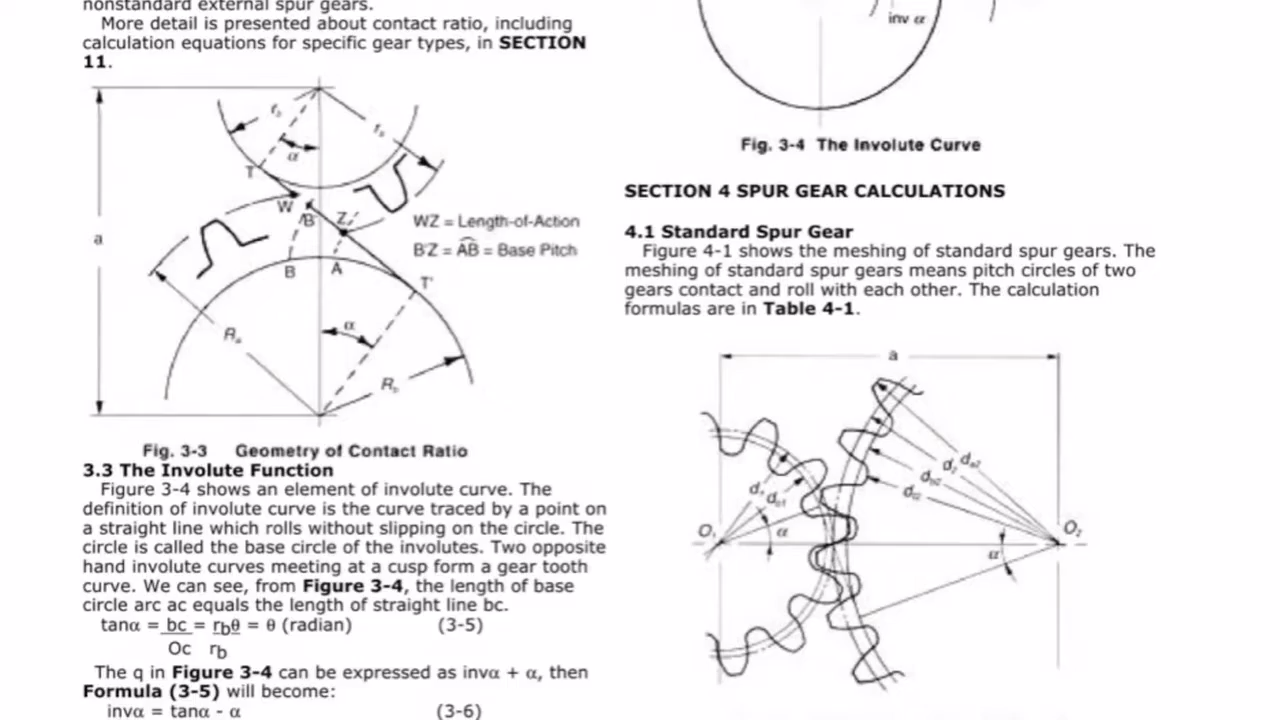 nonstandard external spur gears.
More detail is presented about contact ratio, including
calculation equations for specific gear types, in SECTION
11.
a
α
T
W
B'
Z
WZ = Length-of-Action
B'Z = AB = Base Pitch
B
A
T'
α
Rₐ
R_b
Fig. 3-3 Geometry of Contact Ratio
3.3 The Involute Function
Figure 3-4 shows an element of involute curve. The
definition of involute curve is the curve traced by a point on
a straight line which rolls without slipping on the circle. The
circle is called the base circle of the involutes. Two opposite
hand involute curves meeting at a cusp form a gear tooth
curve. We can see, from Figure 3-4, the length of base
circle arc ac equals the length of straight line bc.
tanα = bc = rbθ = θ (radian) (3-5)
Oc rb
The q in Figure 3-4 can be expressed as invα + α, then
Formula (3-5) will become:
invα = tanα - α (3-6)
inv α
Fig. 3-4 The Involute Curve
SECTION 4 SPUR GEAR CALCULATIONS
4.1 Standard Spur Gear
Figure 4-1 shows the meshing of standard spur gears. The
meshing of standard spur gears means pitch circles of two
gears contact and roll with each other. The calculation
formulas are in Table 4-1.
a
O₁
α
O₂
α